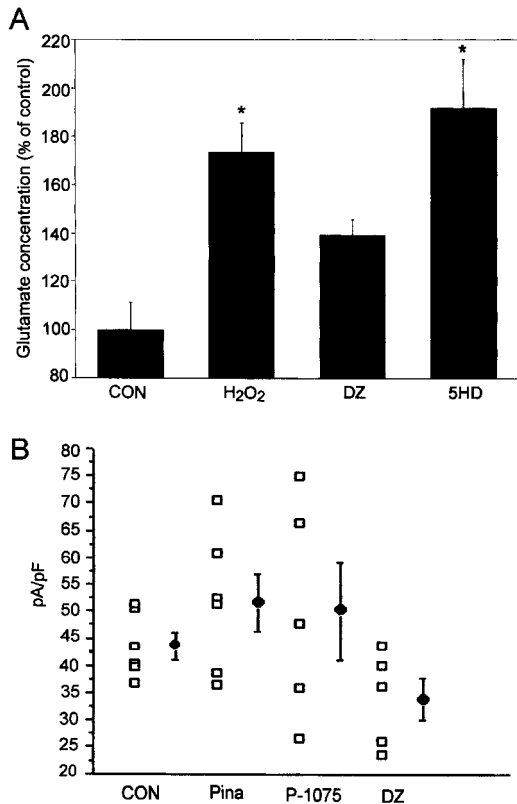 A
Glutamate concentration (% of control)
220
200
180
160
140
120
100
80
*
*
CON
H₂O₂
DZ
5HD
B
pA/pF
80
75
70
65
60
55
50
45
40
35
30
25
20
CON
Pina
P-1075
DZ